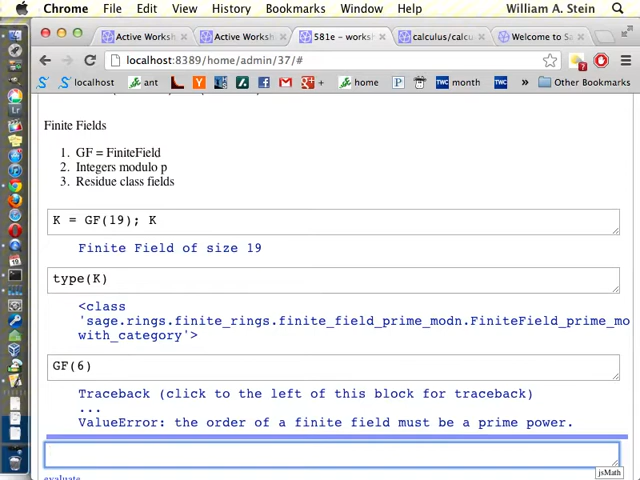 Chrome File Edit View History Bookmarks Window Help William A. Stein
Active Worksh Active Worksh 581e – worksh calculus/calcu Welcome to Sa
localhost:8389/home/admin/37/#
localhost ant home TWC month TWC Other Bookmarks
Finite Fields
1. GF = FiniteField
2. Integers modulo p
3. Residue class fields
K = GF(19); K
Finite Field of size 19
type(K)
<class
'sage.rings.finite_rings.finite_field_prime_modn.FiniteField_prime_mo
with_category'>
GF(6)
Traceback (click to the left of this block for traceback)
...
ValueError: the order of a finite field must be a prime power.
evaluate
jsMath